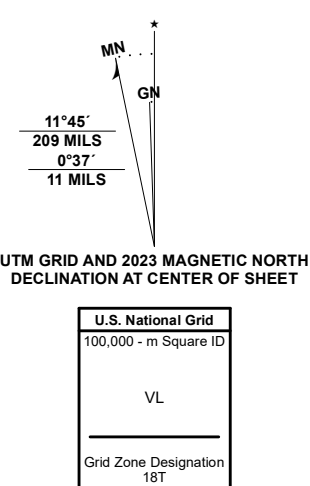 ★
MN
GN
11°45´
209 MILS
0°37´
11 MILS
UTM GRID AND 2023 MAGNETIC NORTH
DECLINATION AT CENTER OF SHEET
U.S. National Grid
100,000 - m Square ID
VL
Grid Zone Designation
18T